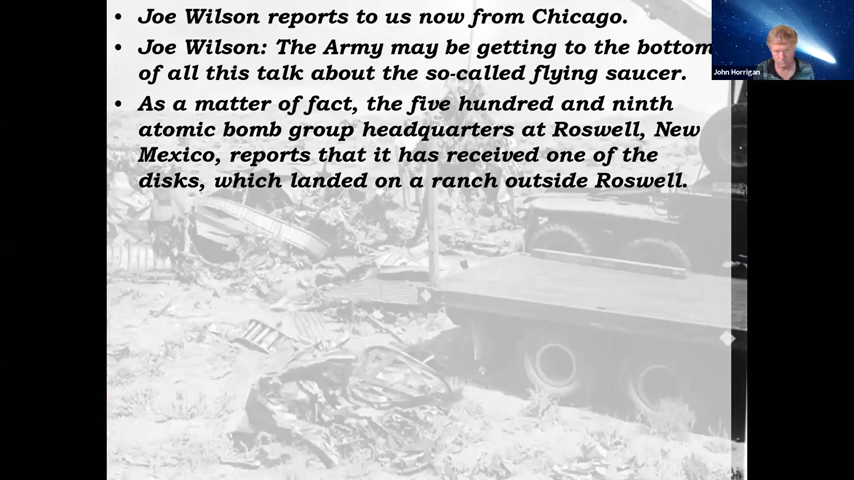 • Joe Wilson reports to us now from Chicago.
• Joe Wilson: The Army may be getting to the bottom
of all this talk about the so-called flying saucer.
• As a matter of fact, the five hundred and ninth
atomic bomb group headquarters at Roswell, New
Mexico, reports that it has received one of the
disks, which landed on a ranch outside Roswell.
John Horrigan